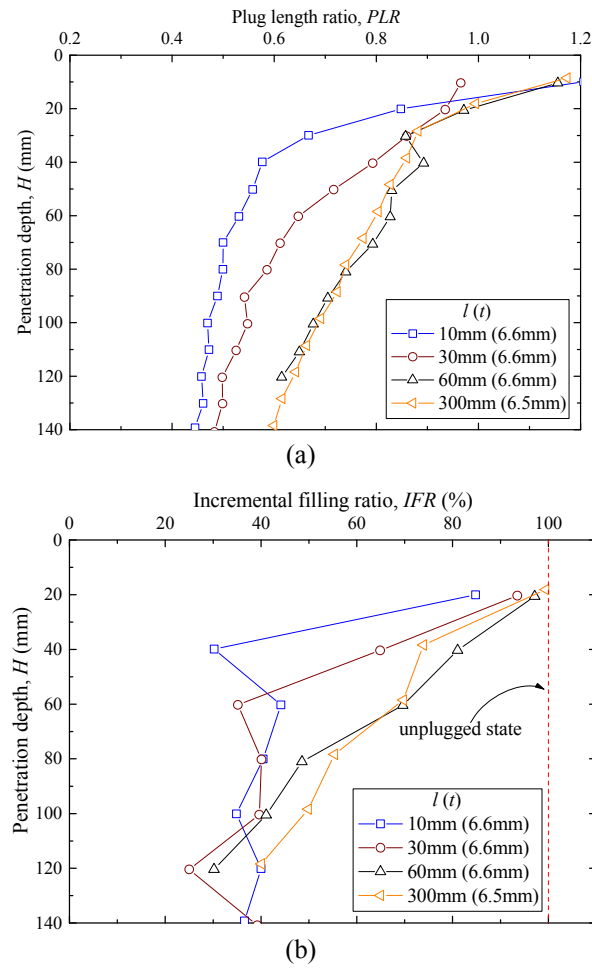 Plug length ratio, PLR
0.2 0.4 0.6 0.8 1.0 1.2
0
20
40
60
80
100
120
140
Penetration depth, H (mm)
l (t)
10mm (6.6mm)
30mm (6.6mm)
60mm (6.6mm)
300mm (6.5mm)
(a)
Incremental filling ratio, IFR (%)
0 20 40 60 80 100
0
20
40
60
80
100
120
140
Penetration depth, H (mm)
unplugged state
l (t)
10mm (6.6mm)
30mm (6.6mm)
60mm (6.6mm)
300mm (6.5mm)
(b)